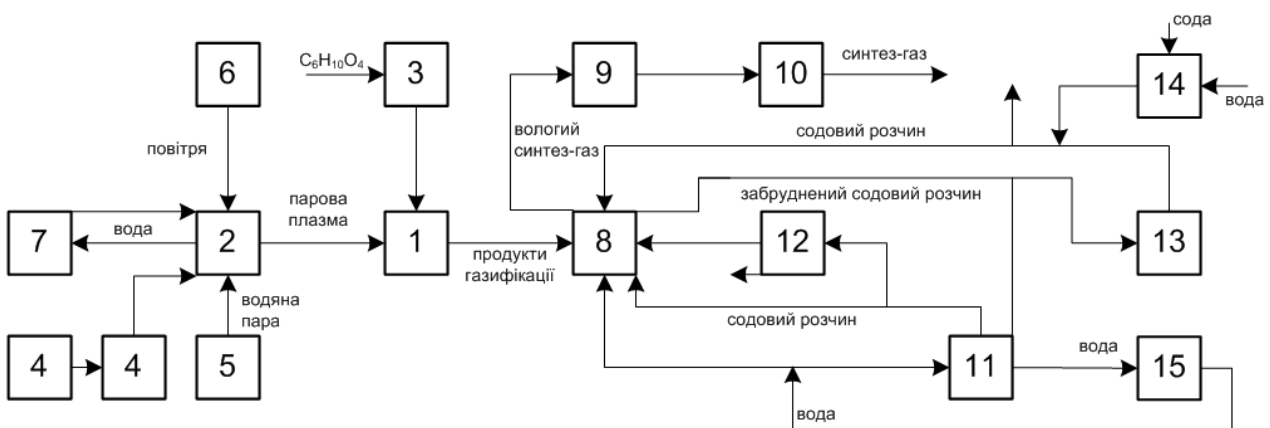 сода
6
C₆H₁₀O₄
3
9
10
синтез-газ
14
вода
повітря
вологий
синтез-газ
содовий розчин
парова
плазма
забруднений содовий розчин
7
вода
2
1
продукти
газифікації
8
12
13
водяна
пара
содовий розчин
4
4
5
11
вода
15
вода